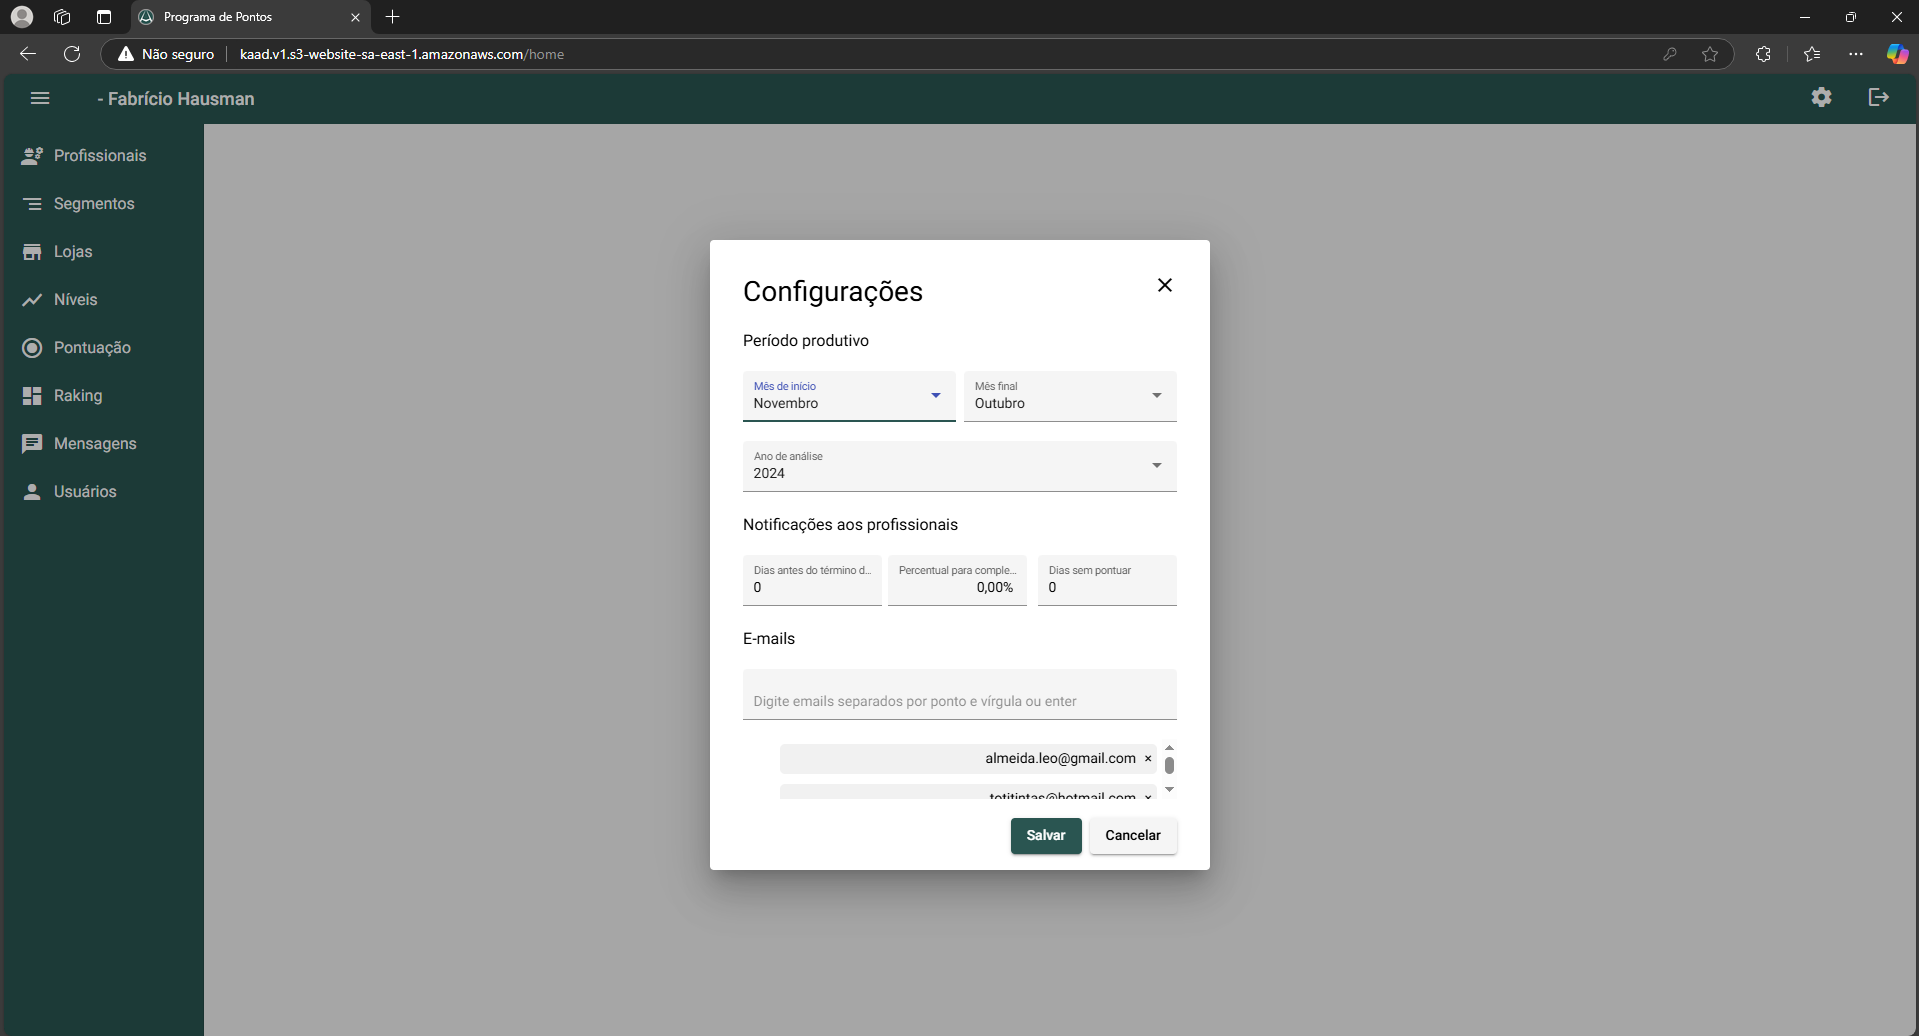 Programa de Pontos
Não seguro
kaad.v1.s3-website-sa-east-1.amazonaws.com/home
- Fabrício Hausman
Profissionais
Segmentos
Lojas
Níveis
Pontuação
Raking
Mensagens
Usuários
Configurações
Período produtivo
Mês de início
Novembro
Mês final
Outubro
Ano de análise
2024
Notificações aos profissionais
Dias antes do término d...
0
Percentual para comple...
0,00%
Dias sem pontuar
0
E-mails
Digite emails separados por ponto e vírgula ou enter
almeida.leo@gmail.com ×
totitintas@hotmail.com ×
Salvar
Cancelar